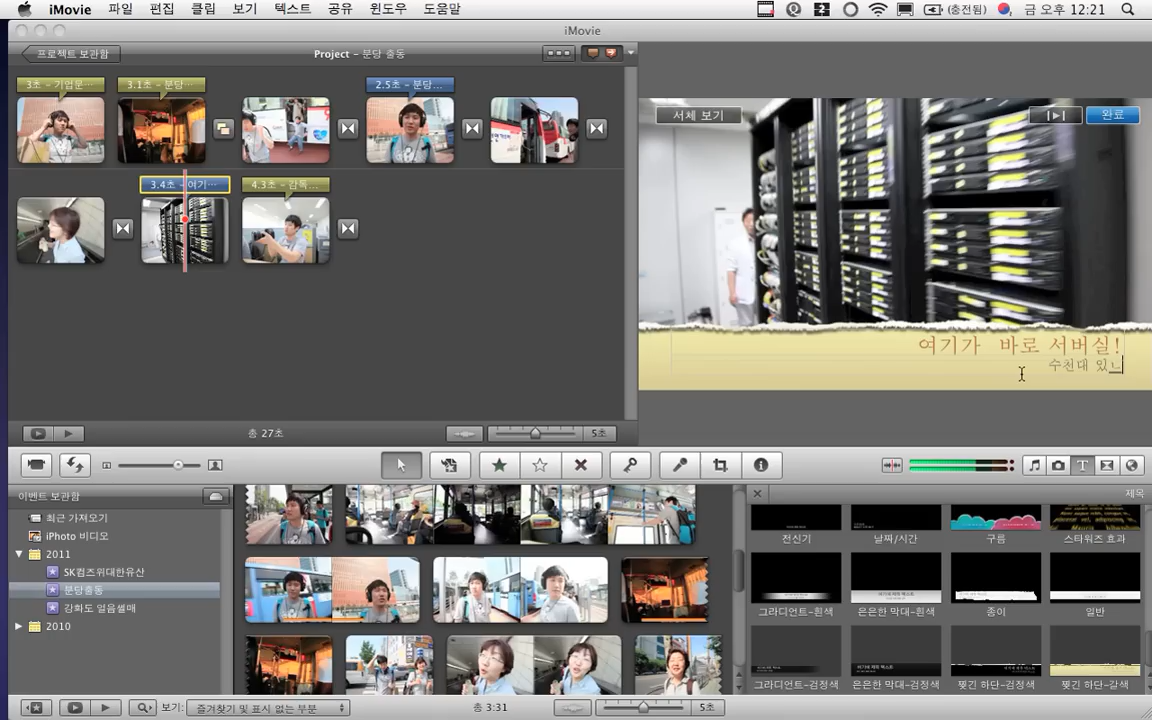 iMovie 파일 편집 클립 보기 텍스트 공유 윈도우 도움말 (충전됨) 금 오후 12:21
iMovie
프로젝트 보관함 Project - 분당 출동
3초 - 기업문… 3.1초 - 분당… 2.5초 - 분당…
3.4초 - 여기… 4.3초 - 감독…
서체 보기 완료
여기가 바로 서버실!
수천대 있느
총 27초 5초
이벤트 보관함
최근 가져모기
iPhoto 비디모
2011
SK컴즈위대한유산
분당출동
강화도 얼음썰매
2010
제목
전신기 날짜/시간 구름 스타워즈 효과
그라디언트-흰색 은은한 막대-흰색 종이 일반
그라디언트-검정색 은은한 막대-검정색 찢긴 하단-검정색 찢긴 하단-갈색
보기: 즐겨찾기 및 표시 없는 부분 총 3:31 5초